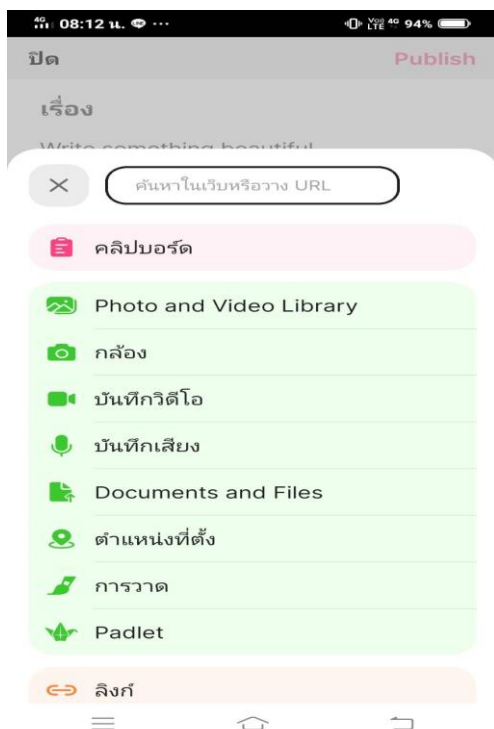 4G 08:12 น. LINE ··· VoLTE 4G 94%
ปิด Publish
เรื่อง
Write something beautiful
× ค้นหาในเว็บหรือวาง URL
คลิปบอร์ด
Photo and Video Library
กล้อง
บันทึกวิดีโอ
บันทึกเสียง
Documents and Files
ตำแหน่งที่ตั้ง
การวาด
Padlet
ลิงก์